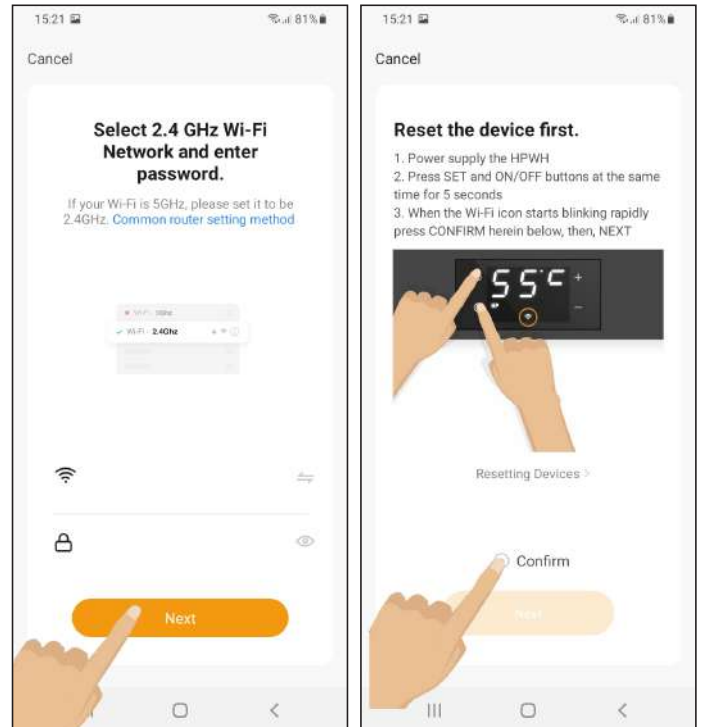 15:21
81%
Cancel
Select 2.4 GHz Wi-Fi
Network and enter
password.
If your Wi-Fi is 5GHz, please set it to be
2.4GHz. Common router setting method
Wi-Fi - 5Ghz
Wi-Fi - 2.4Ghz
Next
15:21
81%
Cancel
Reset the device first.
1. Power supply the HPWH
2. Press SET and ON/OFF buttons at the same
time for 5 seconds
3. When the Wi-Fi icon starts blinking rapidly
press CONFIRM herein below, then, NEXT
55°C
+
-
Resetting Devices >
Confirm
Next